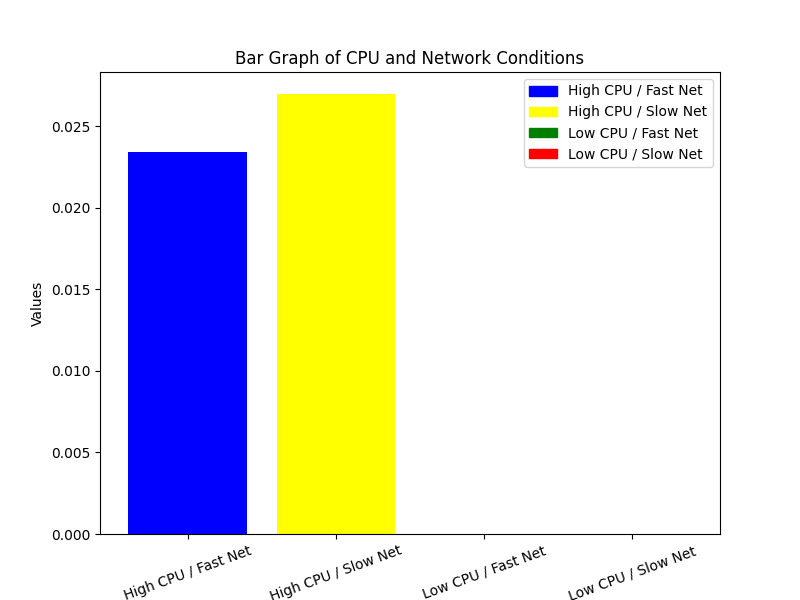 Bar Graph of CPU and Network Conditions
High CPU / Fast Net
High CPU / Slow Net
Low CPU / Fast Net
Low CPU / Slow Net
Values
0.025
0.020
0.015
0.010
0.005
0.000
High CPU / Fast Net
High CPU / Slow Net
Low CPU / Fast Net
Low CPU / Slow Net